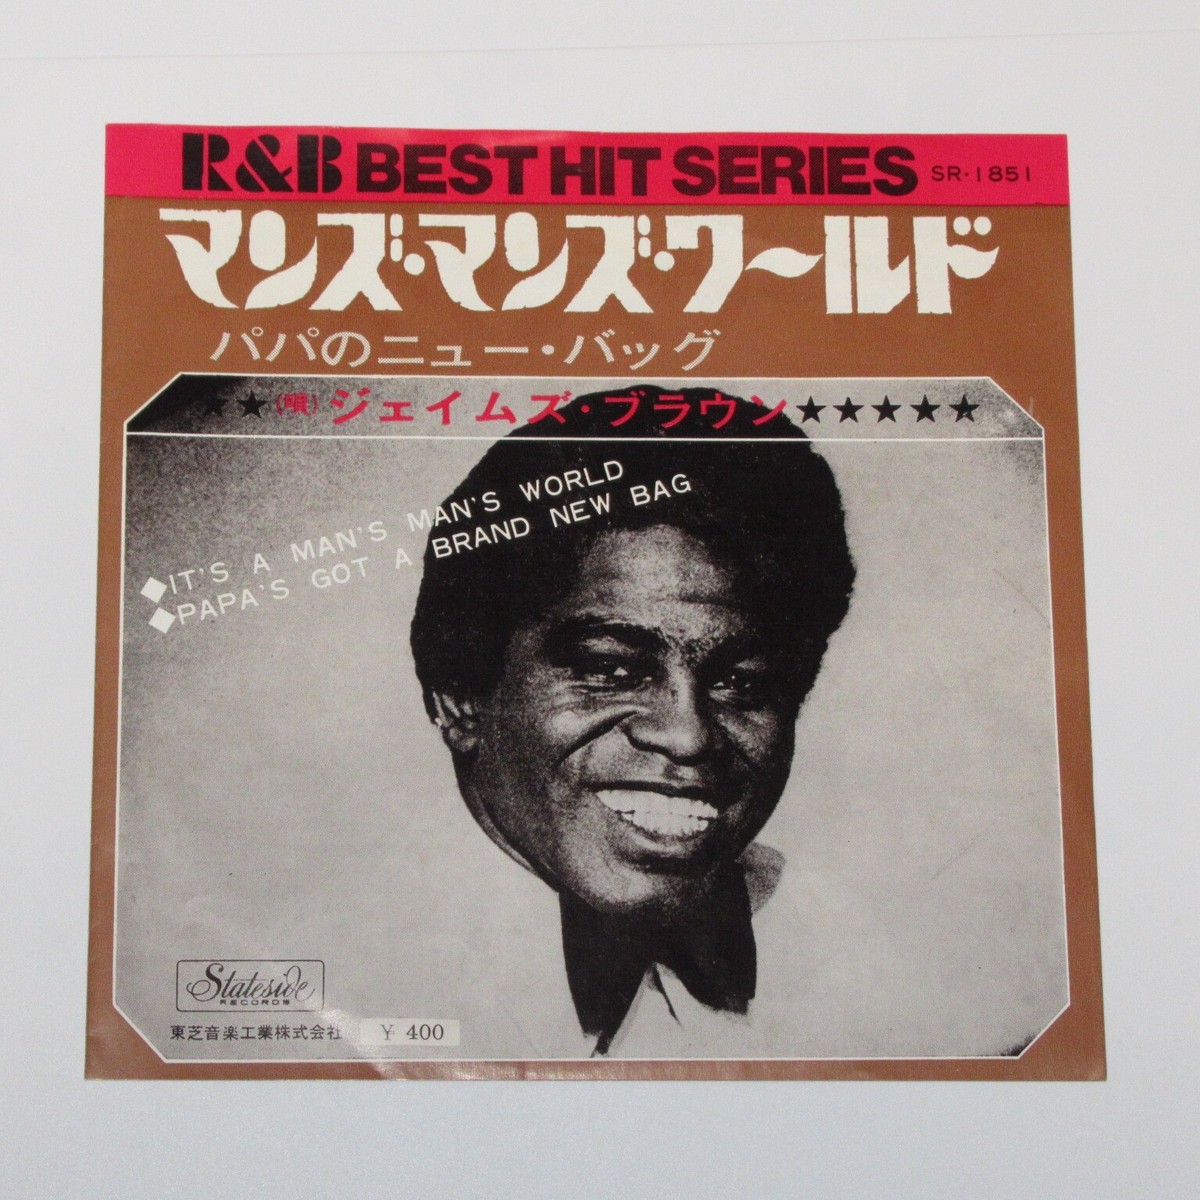 R&B BEST HIT SERIES SR-1851
マンズ・マンズ・ワールド
パパのニュー・バッグ
★★(唄)ジェイムズ・ブラウン★★★★★
◆IT'S A MAN'S MAN'S WORLD
◆PAPA'S GOT A BRAND NEW BAG
Stateside
RECORDS
東芝音楽工業株式会社 ¥ 400